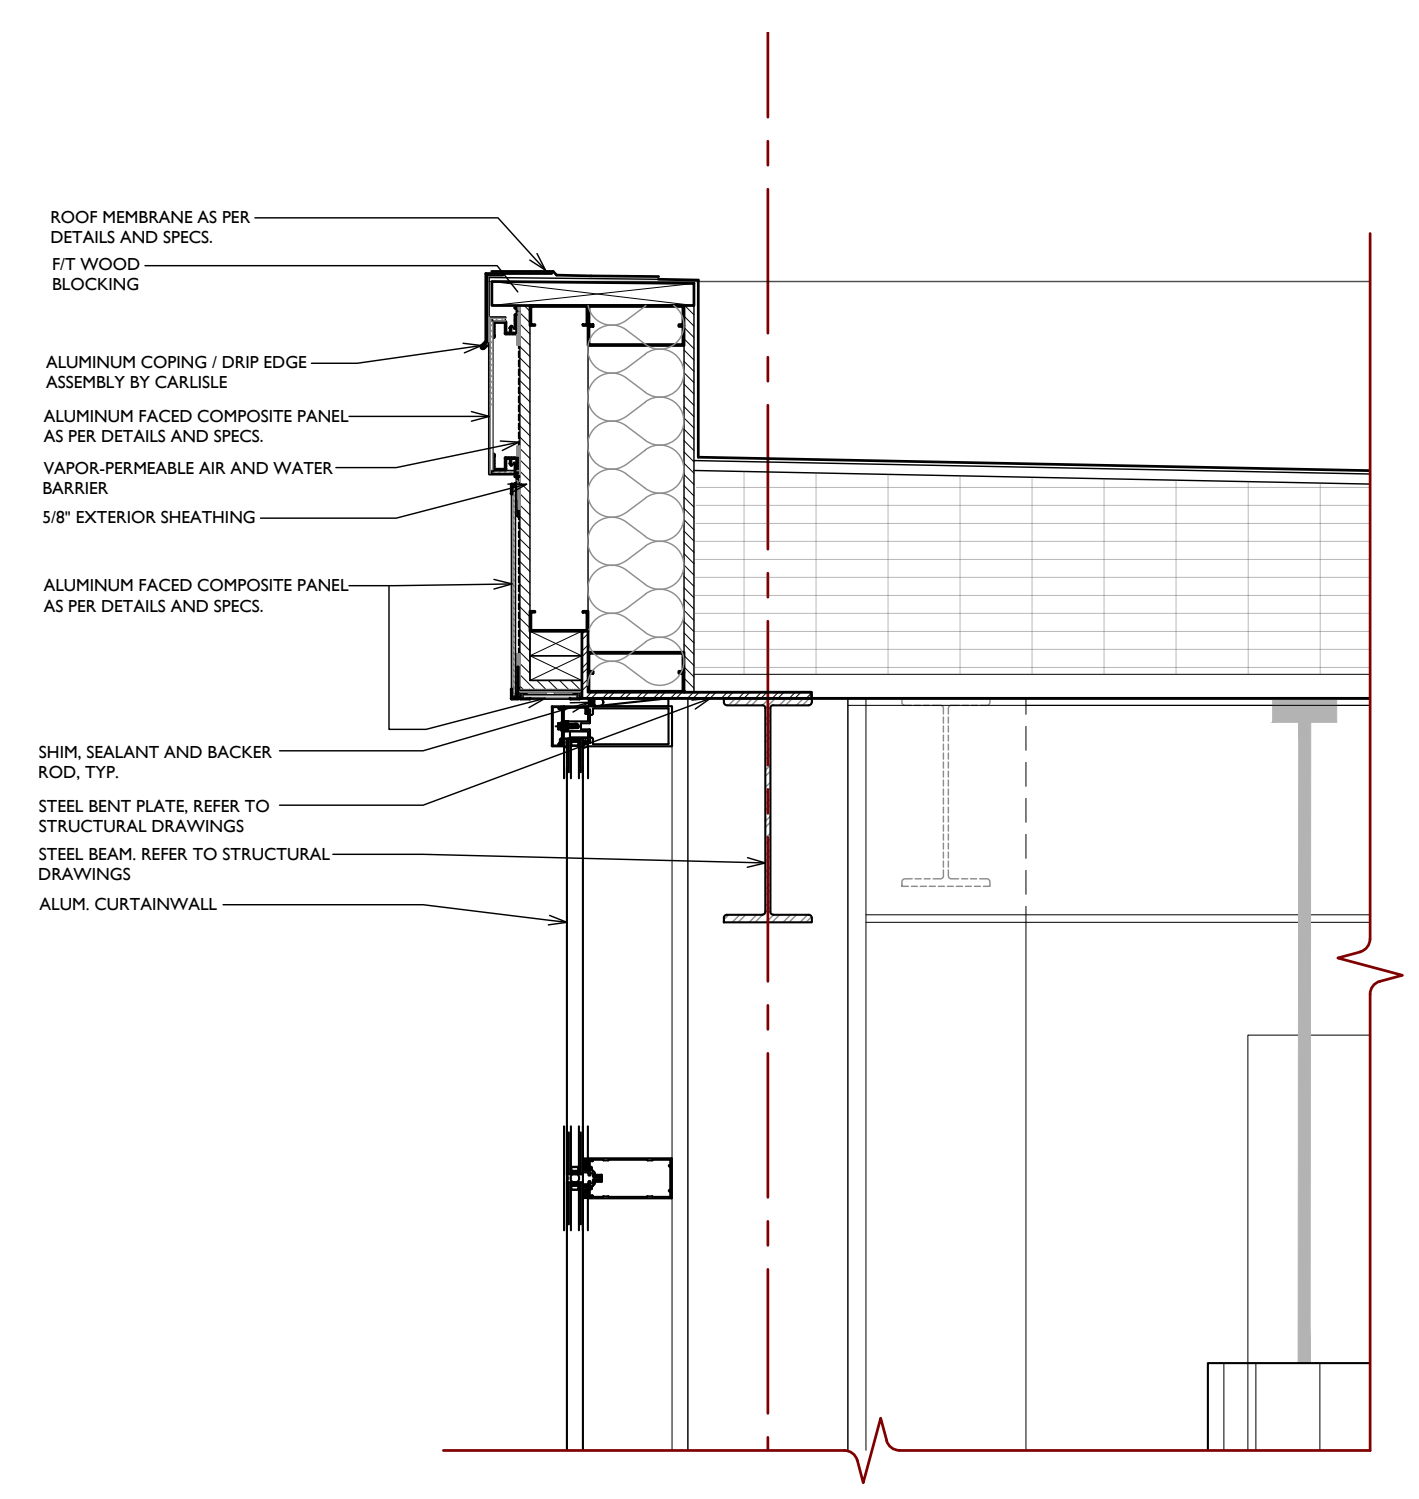 ROOF MEMBRANE AS PER
DETAILS AND SPECS.
F/T WOOD
BLOCKING
ALUMINUM COPING / DRIP EDGE
ASSEMBLY BY CARLISLE
ALUMINUM FACED COMPOSITE PANEL
AS PER DETAILS AND SPECS.
VAPOR-PERMEABLE AIR AND WATER
BARRIER
5/8" EXTERIOR SHEATHING
ALUMINUM FACED COMPOSITE PANEL
AS PER DETAILS AND SPECS.
SHIM, SEALANT AND BACKER
ROD, TYP.
STEEL BENT PLATE, REFER TO
STRUCTURAL DRAWINGS
STEEL BEAM. REFER TO STRUCTURAL
DRAWINGS
ALUM. CURTAINWALL